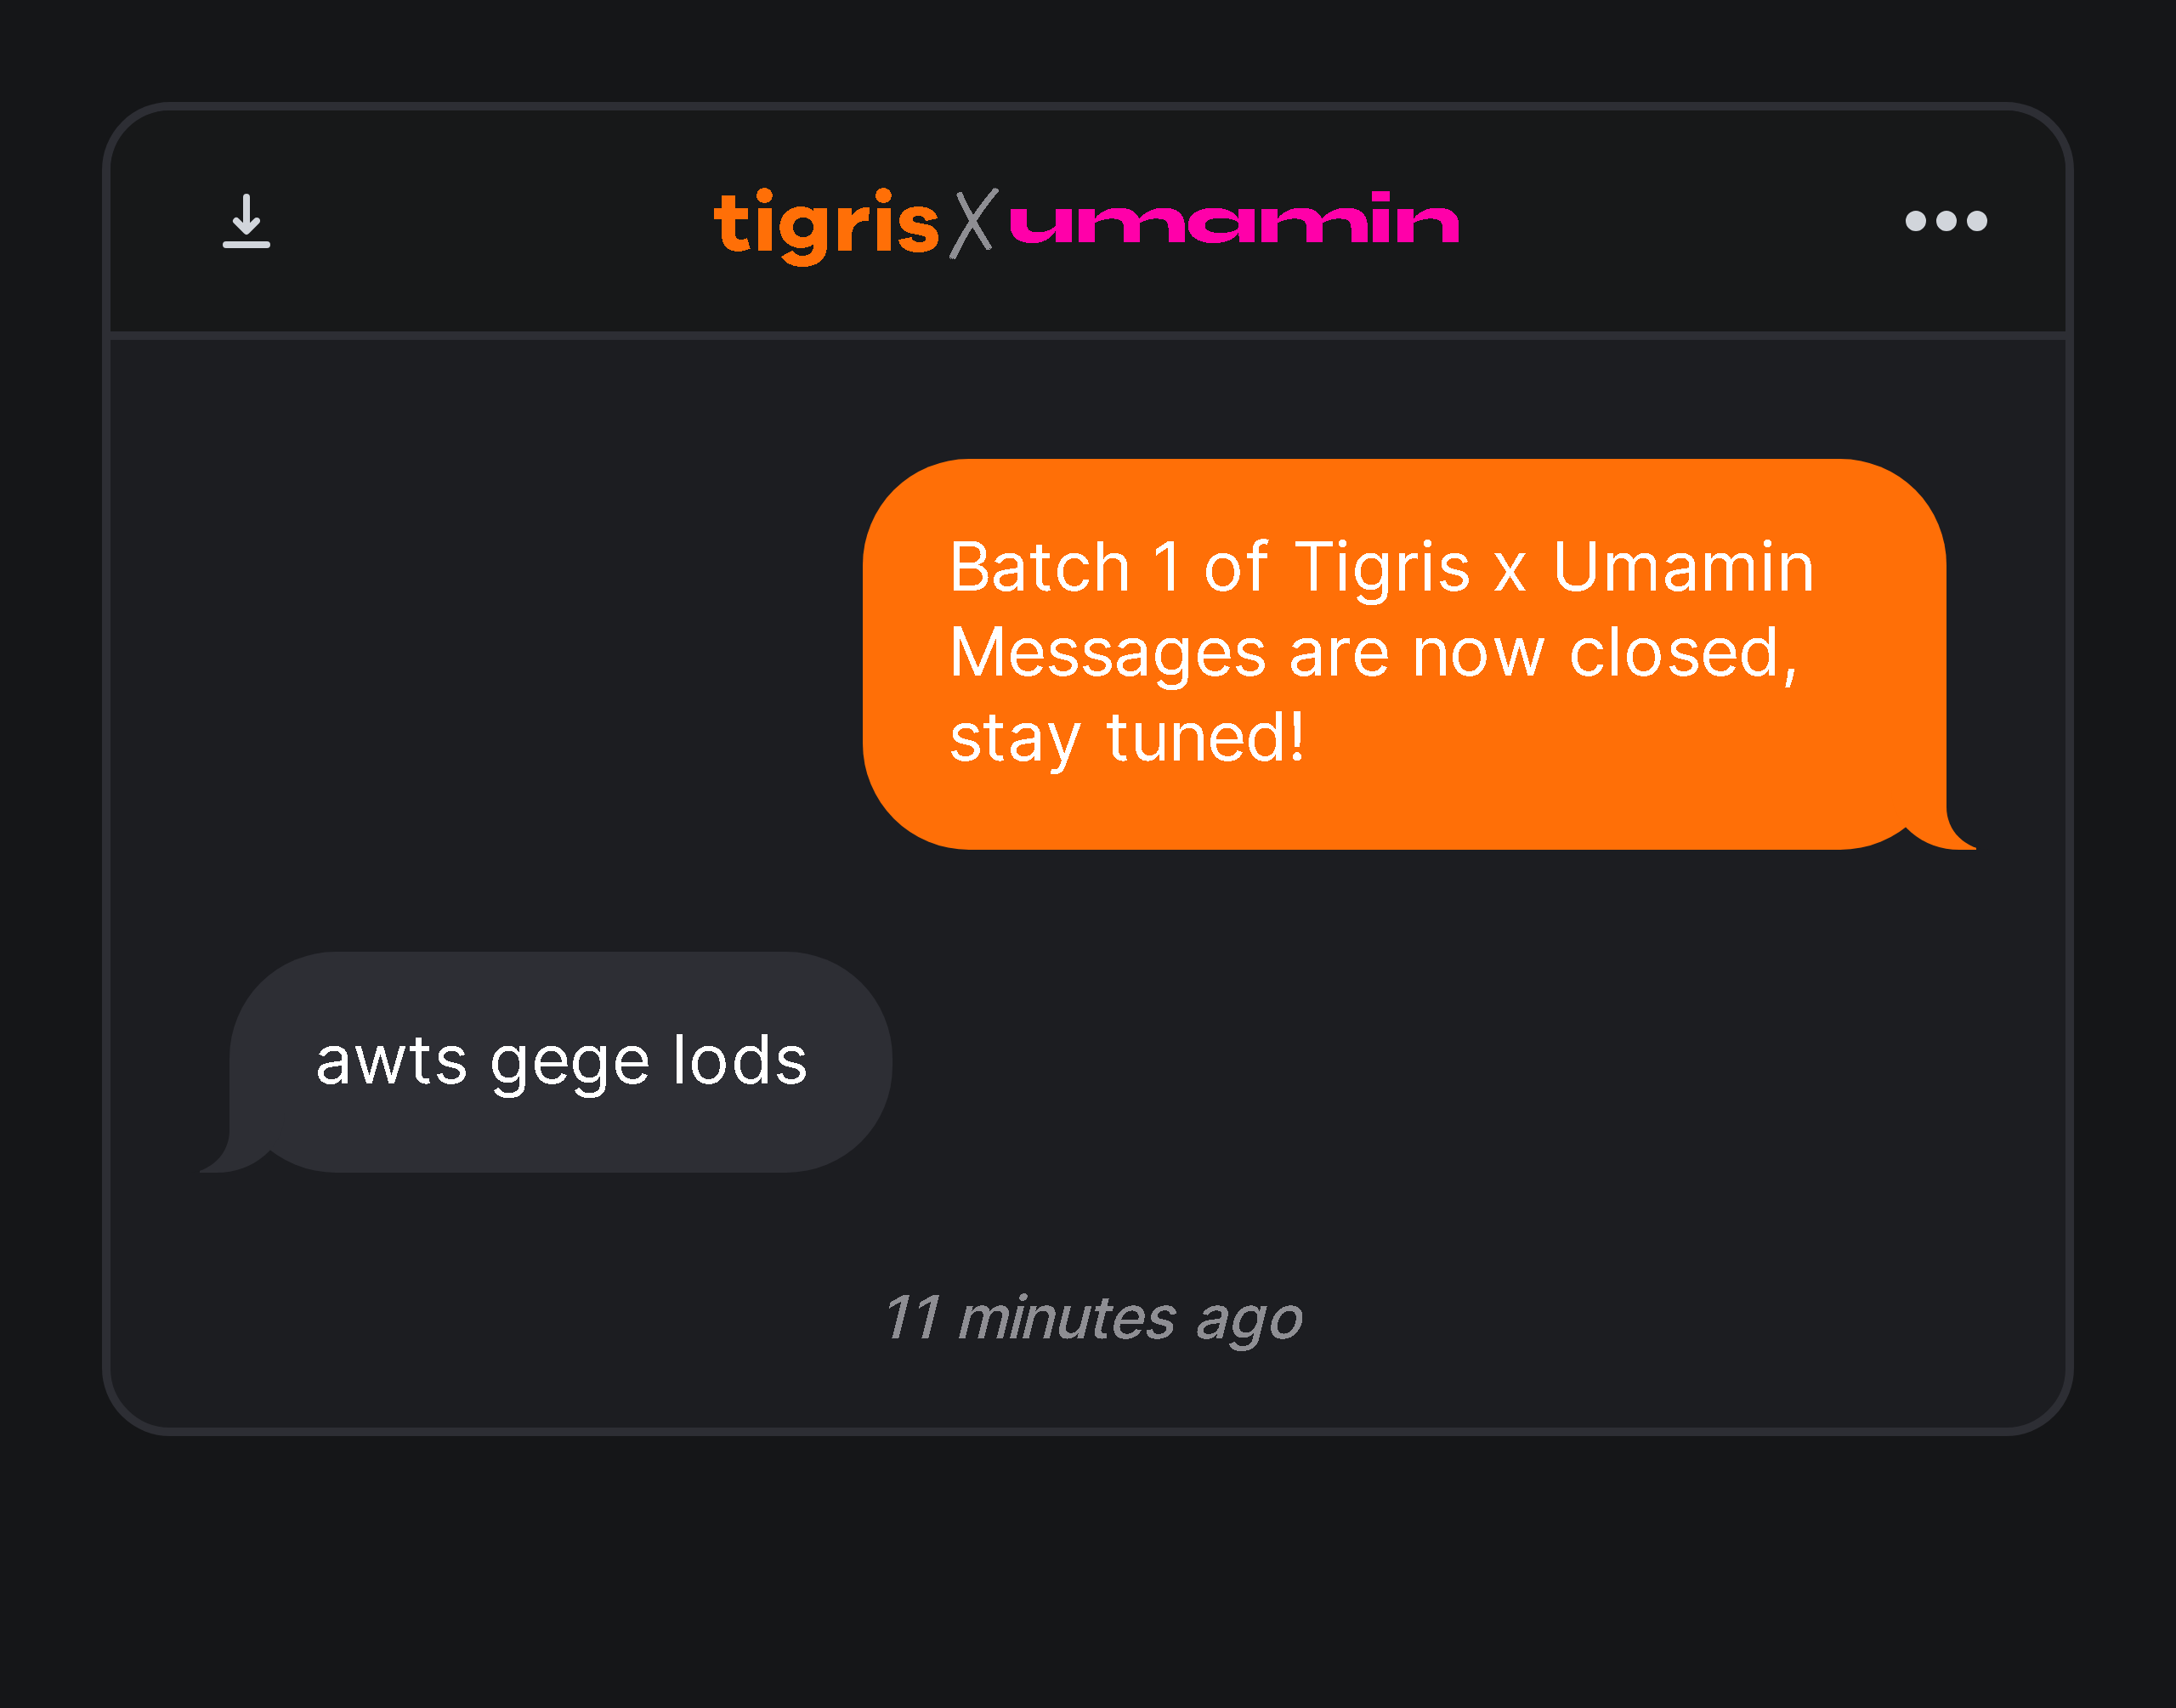 tigris X umamin
Batch 1 of Tigris x Umamin
Messages are now closed,
stay tuned!
awts gege lods
11 minutes ago